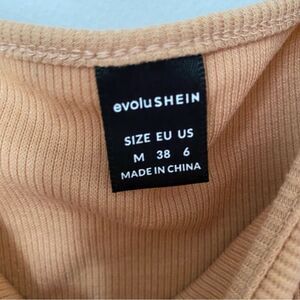 evoluSHEIN
SIZE EU US
M 38 6
MADE IN CHINA